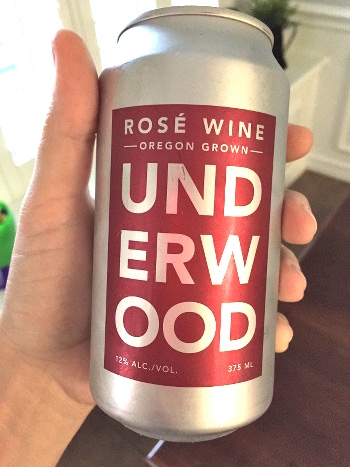 ROSÉ WINE
OREGON GROWN
UND
ERW
OOD
12% ALC./VOL. 375 ML